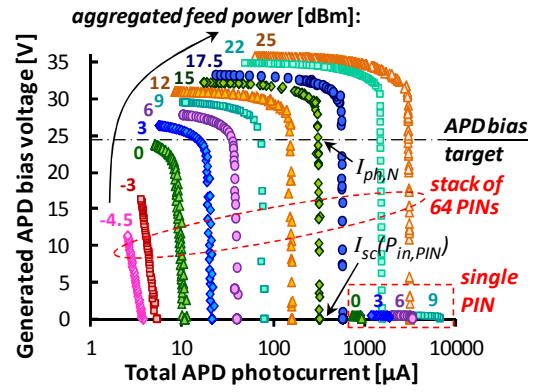 aggregated feed power [dBm]:
Generated APD bias voltage [V]
35
30
25
20
15
10
5
0
25
22
17.5
15
12
9
6
3
0
-3
-4.5
APD bias
target
I_ph,N
stack of
64 PINs
I_sc(P_in,PIN)
single
PIN
0 3 6 9
1 10 100 1000 10000
Total APD photocurrent [µA]